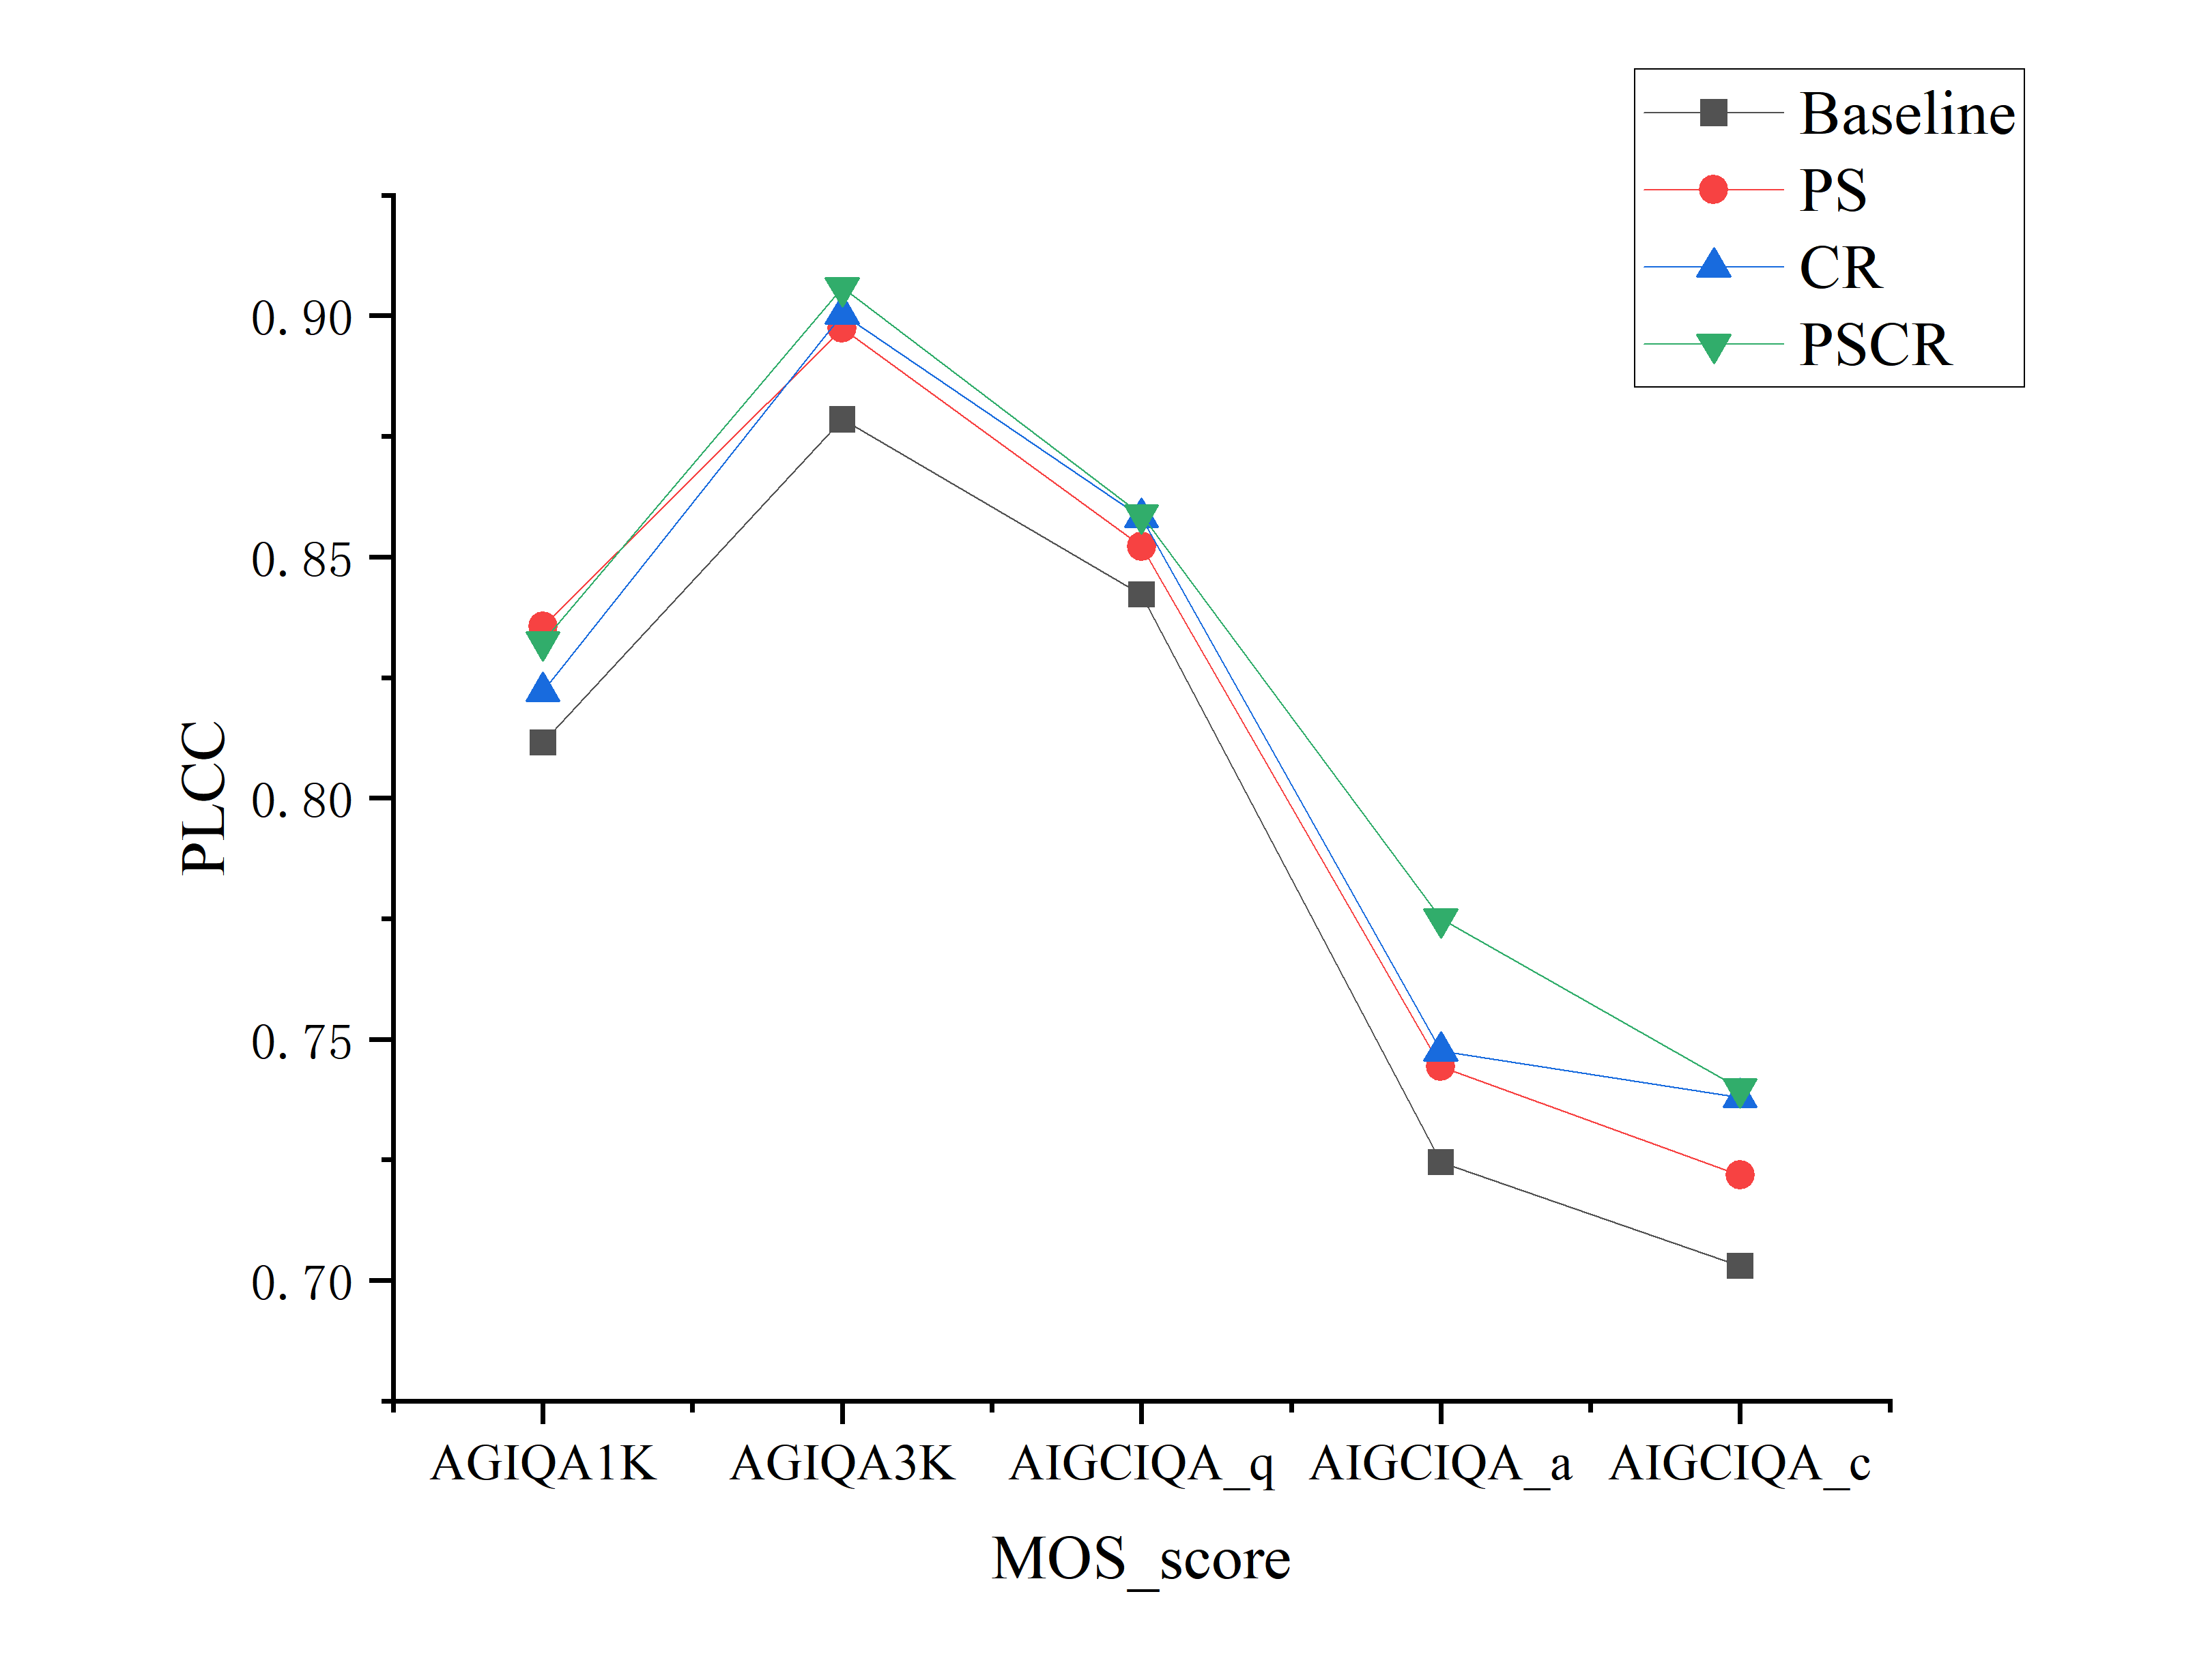 Baseline
PS
CR
PSCR
0.90
0.85
0.80
0.75
0.70
PLCC
AGIQA1K AGIQA3K AIGCIQA_q AIGCIQA_a AIGCIQA_c
MOS_score